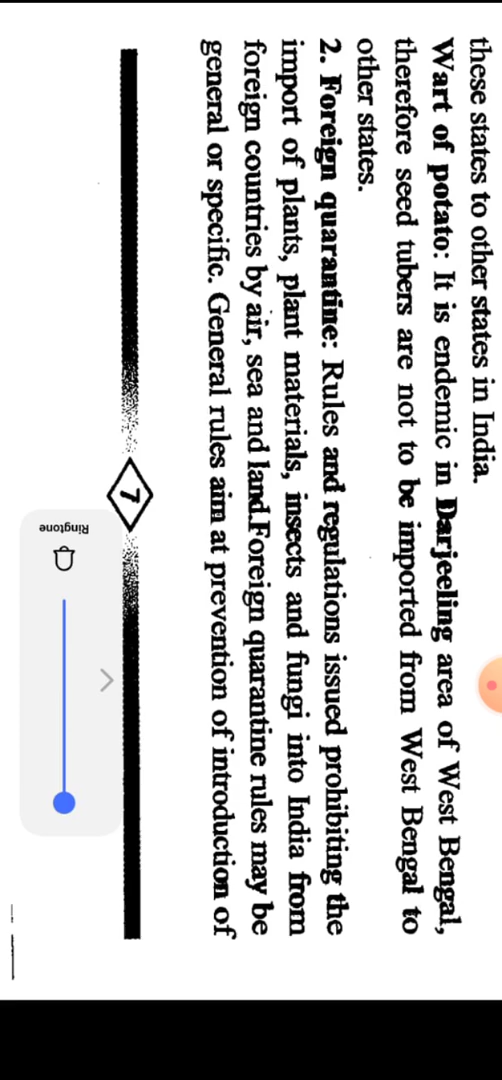 these states to other states in India.
Wart of potato: It is endemic in Darjeeling area of West Bengal,
therefore seed tubers are not to be imported from West Bengal to
other states.
2. Foreign quarantine: Rules and regulations issued prohibiting the
import of plants, plant materials, insects and fungi into India from
foreign countries by air, sea and land.Foreign quarantine rules may be
general or specific. General rules aim at prevention of introduction of
7
Ringtone